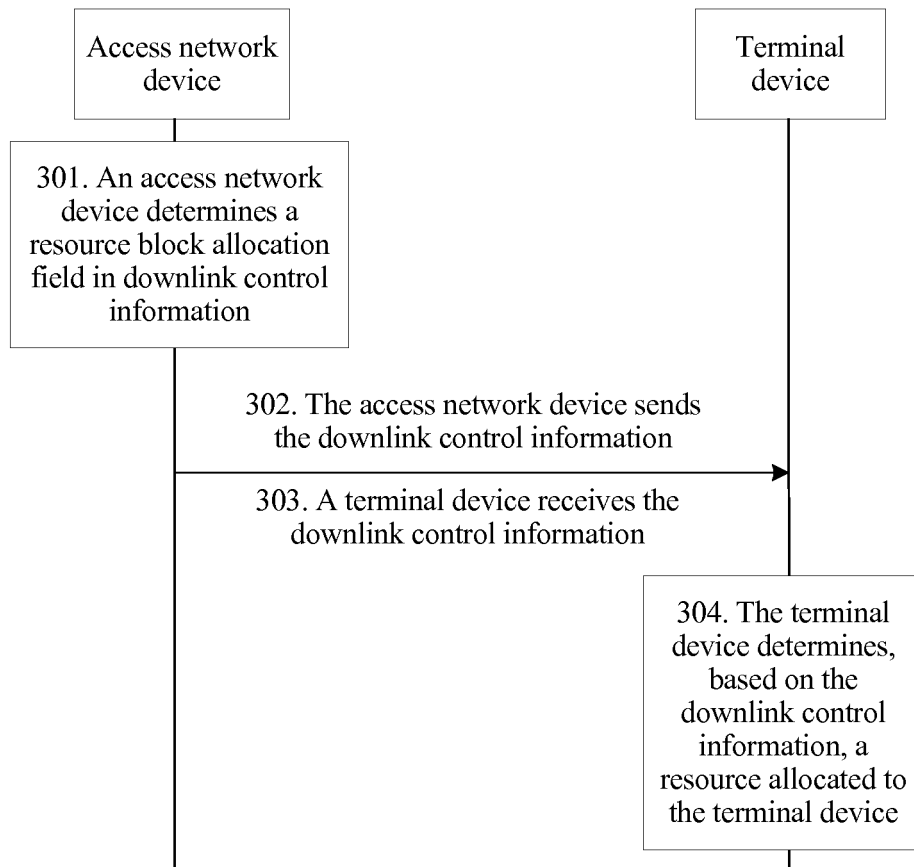 Access network
device
Terminal
device
301. An access network
device determines a
resource block allocation
field in downlink control
information
302. The access network device sends
the downlink control information
303. A terminal device receives the
downlink control information
304. The terminal
device determines,
based on the
downlink control
information, a
resource allocated to
the terminal device